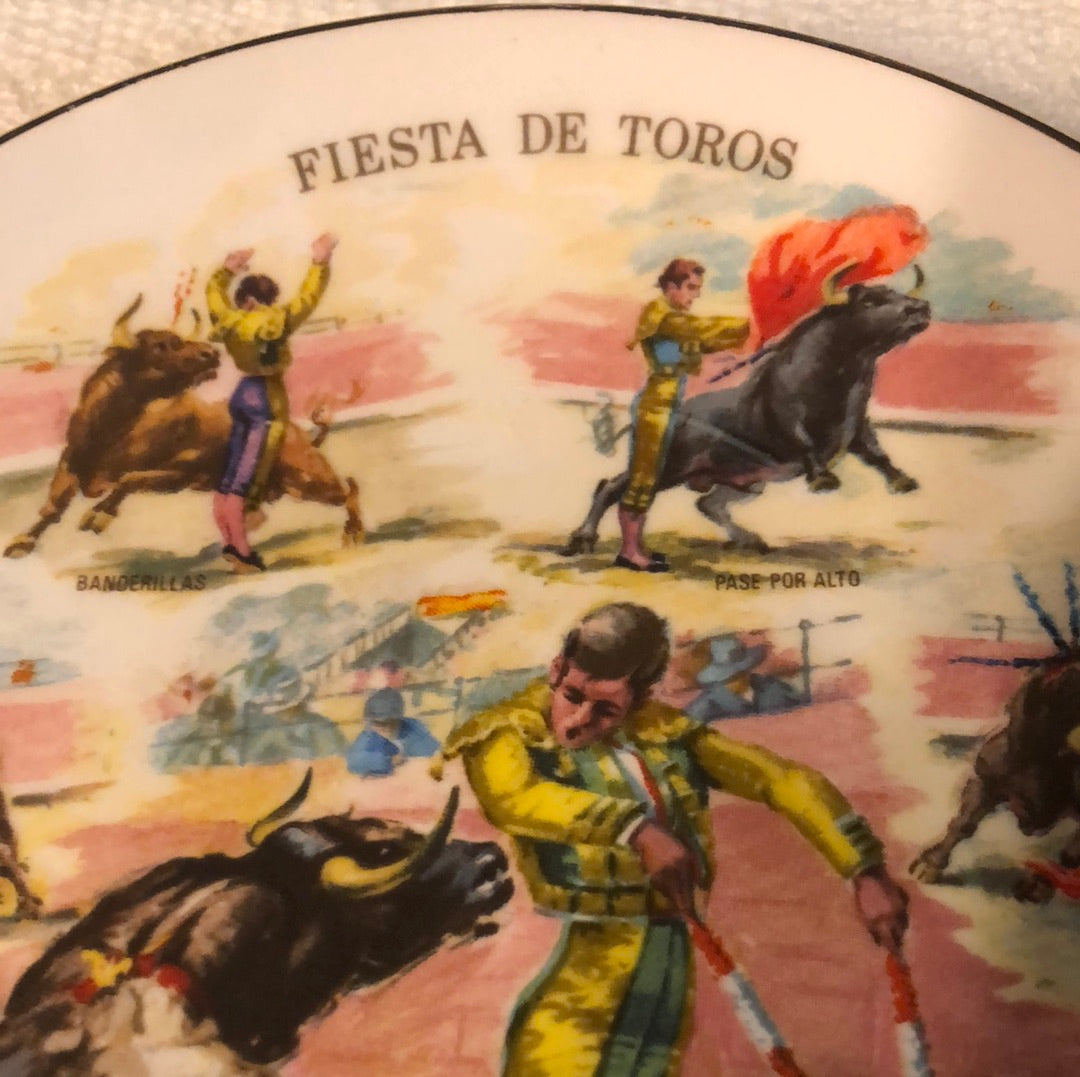 FIESTA DE TOROS
BANDERILLAS
PASE POR ALTO